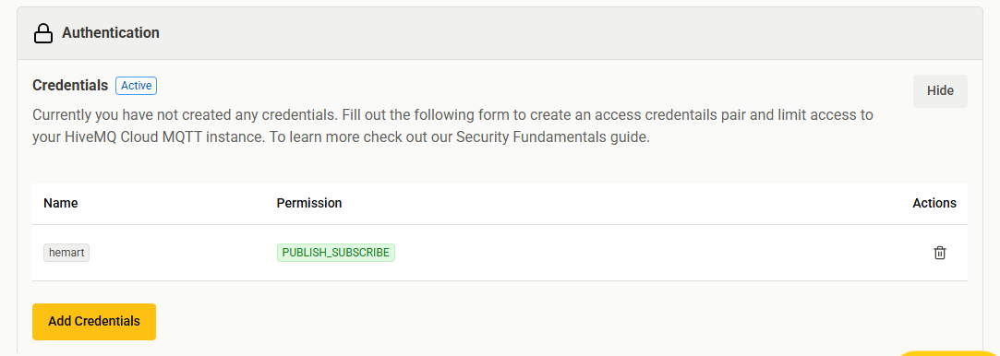 Authentication
Credentials Active
Hide
Currently you have not created any credentials. Fill out the following form to create an access credentails pair and limit access to
your HiveMQ Cloud MQTT instance. To learn more check out our Security Fundamentals guide.
Name Permission Actions
hemart PUBLISH_SUBSCRIBE
Add Credentials